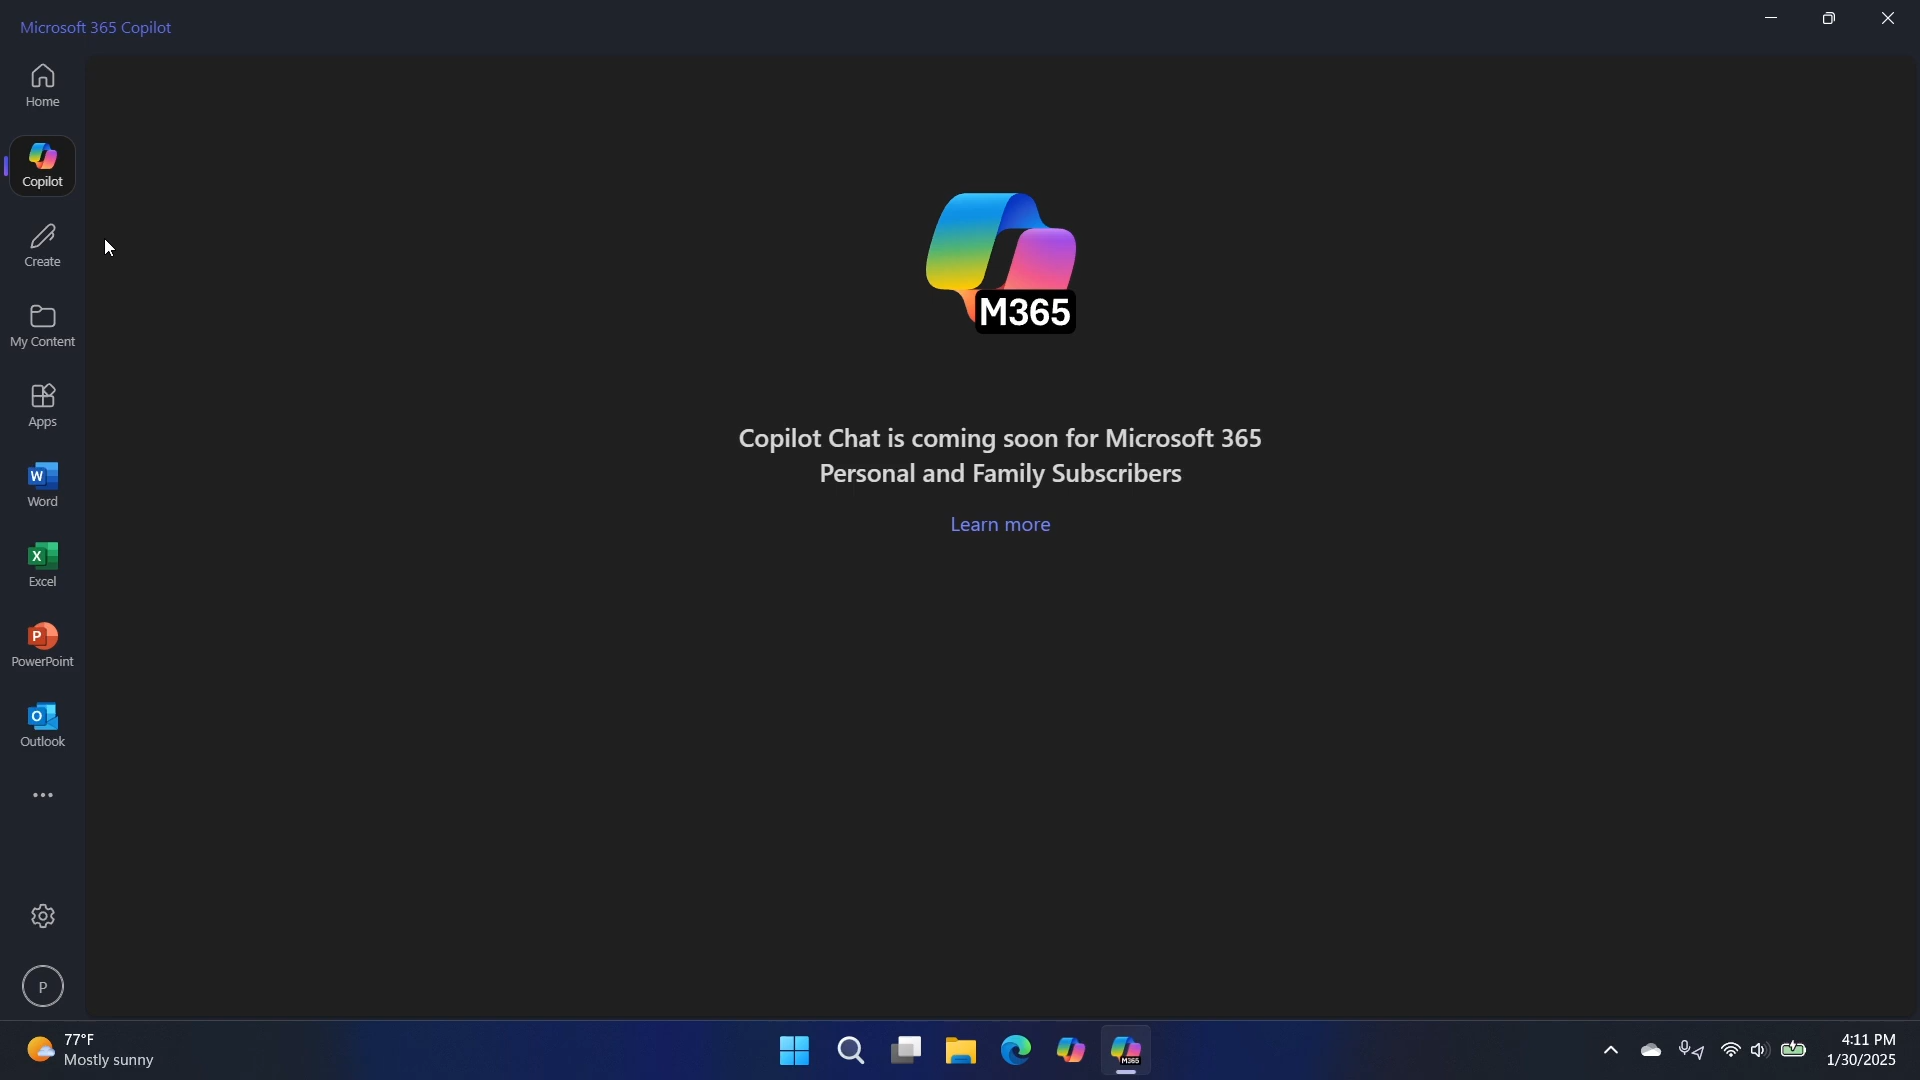 Microsoft 365 Copilot
Home
Copilot
Create
My Content
Apps
W
Word
X
Excel
P
PowerPoint
O
Outlook
P
M365
Copilot Chat is coming soon for Microsoft 365
Personal and Family Subscribers
Learn more
77°F
Mostly sunny
M365
4:11 PM
1/30/2025